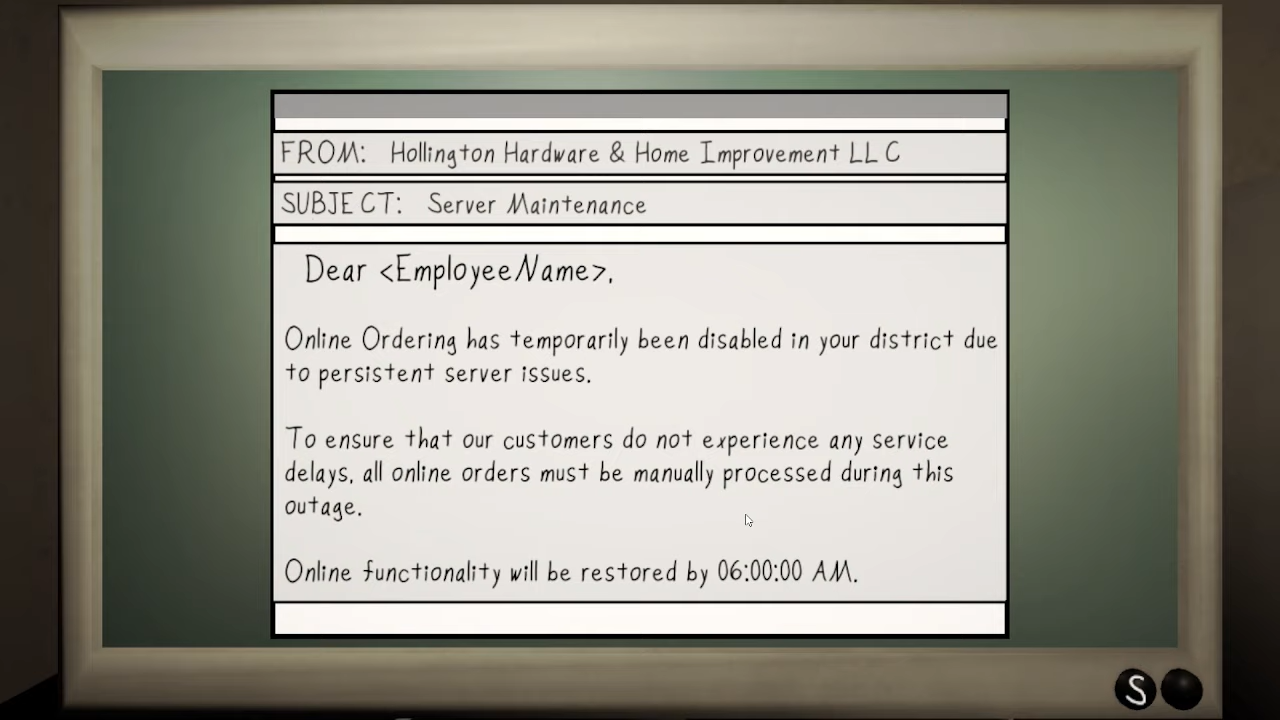 FROM: Hollington Hardware & Home Improvement LLC
SUBJECT: Server Maintenance
Dear <EmployeeName>,
Online Ordering has temporarily been disabled in your district due
to persistent server issues.
To ensure that our customers do not experience any service
delays, all online orders must be manually processed during this
outage.
Online functionality will be restored by 06:00:00 AM.
S